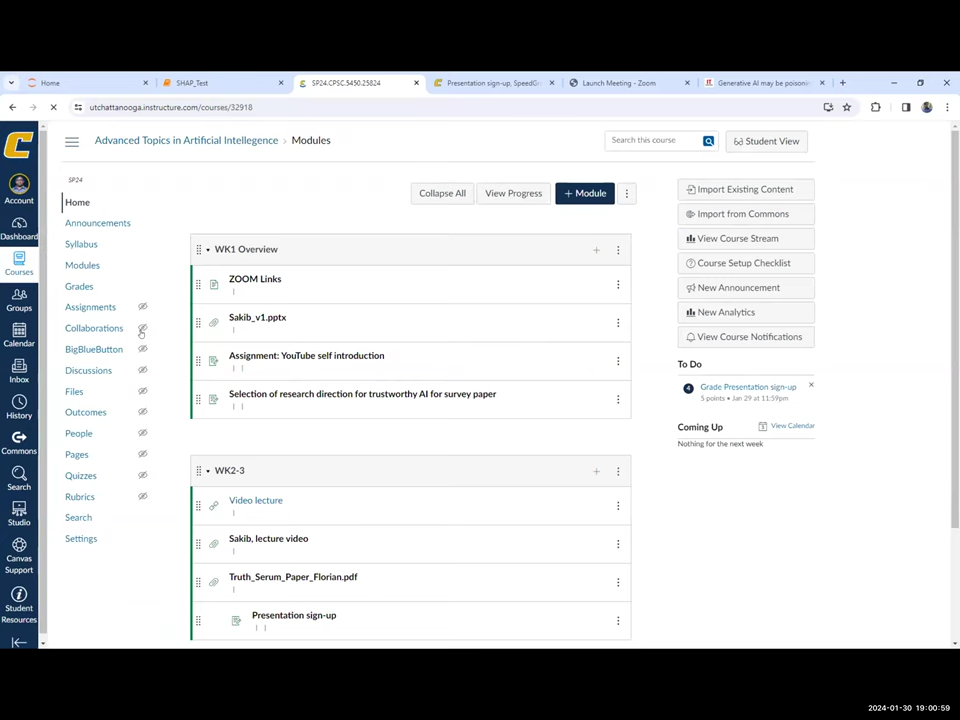 Home
SHAP_Test
SP24.CPSC.5450.25824
Presentation sign-up, SpeedGr
Launch Meeting - Zoom
Generative AI may be poisonin
utchattanooga.instructure.com/courses/32918
Advanced Topics in Artificial Intellegence › Modules
Search this course
Student View
Account
Dashboard
Courses
Groups
Calendar
Inbox
History
Commons
Search
Studio
Canvas
Support
Student
Resources
SP24
Home
Announcements
Syllabus
Modules
Grades
Assignments
Collaborations
BigBlueButton
Discussions
Files
Outcomes
People
Pages
Quizzes
Rubrics
Search
Settings
Collapse All
View Progress
+ Module
WK1 Overview
ZOOM Links
Sakib_v1.pptx
Assignment: YouTube self introduction
Selection of research direction for trustworthy AI for survey paper
WK2-3
Video lecture
Sakib, lecture video
Truth_Serum_Paper_Florian.pdf
Presentation sign-up
Import Existing Content
Import from Commons
View Course Stream
Course Setup Checklist
New Announcement
New Analytics
View Course Notifications
To Do
4
Grade Presentation sign-up
5 points • Jan 29 at 11:59pm
Coming Up
View Calendar
Nothing for the next week
2024-01-30 19:00:59